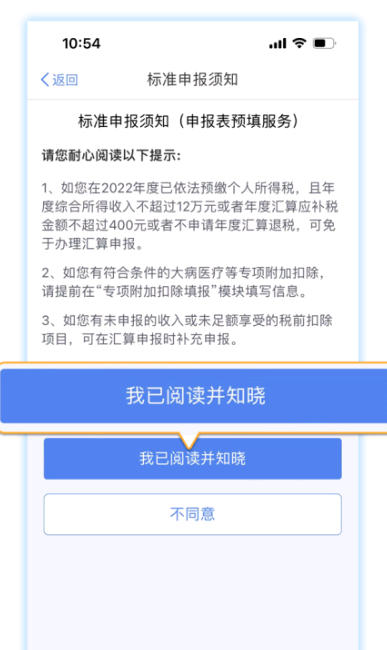 10:54
返回
标准申报须知
标准申报须知（申报表预填服务）
请您耐心阅读以下提示：
1、如您在2022年度已依法预缴个人所得税，且年
度综合所得收入不超过12万元或者年度汇算应补税
金额不超过400元或者不申请年度汇算退税，可免
于办理汇算申报。
2、如您有符合条件的大病医疗等专项附加扣除，
请提前在“专项附加扣除填报”模块填写信息。
3、如您有未申报的收入或未足额享受的税前扣除
项目，可在汇算申报时补充申报。
我已阅读并知晓
我已阅读并知晓
不同意